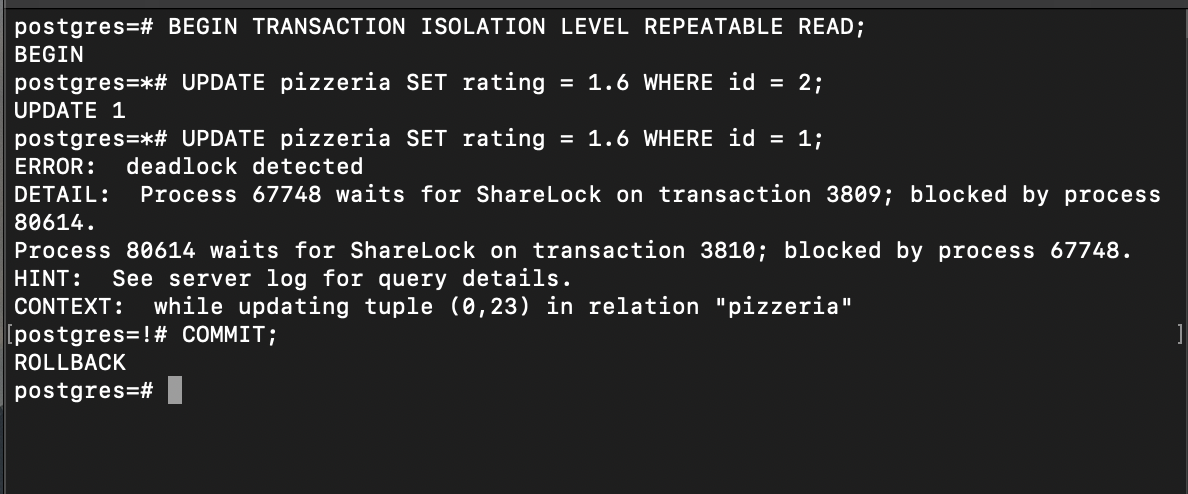 postgres=# BEGIN TRANSACTION ISOLATION LEVEL REPEATABLE READ;
BEGIN
postgres=*# UPDATE pizzeria SET rating = 1.6 WHERE id = 2;
UPDATE 1
postgres=*# UPDATE pizzeria SET rating = 1.6 WHERE id = 1;
ERROR:  deadlock detected
DETAIL:  Process 67748 waits for ShareLock on transaction 3809; blocked by process
80614.
Process 80614 waits for ShareLock on transaction 3810; blocked by process 67748.
HINT:  See server log for query details.
CONTEXT:  while updating tuple (0,23) in relation "pizzeria"
[postgres=!# COMMIT; ]
ROLLBACK
postgres=#